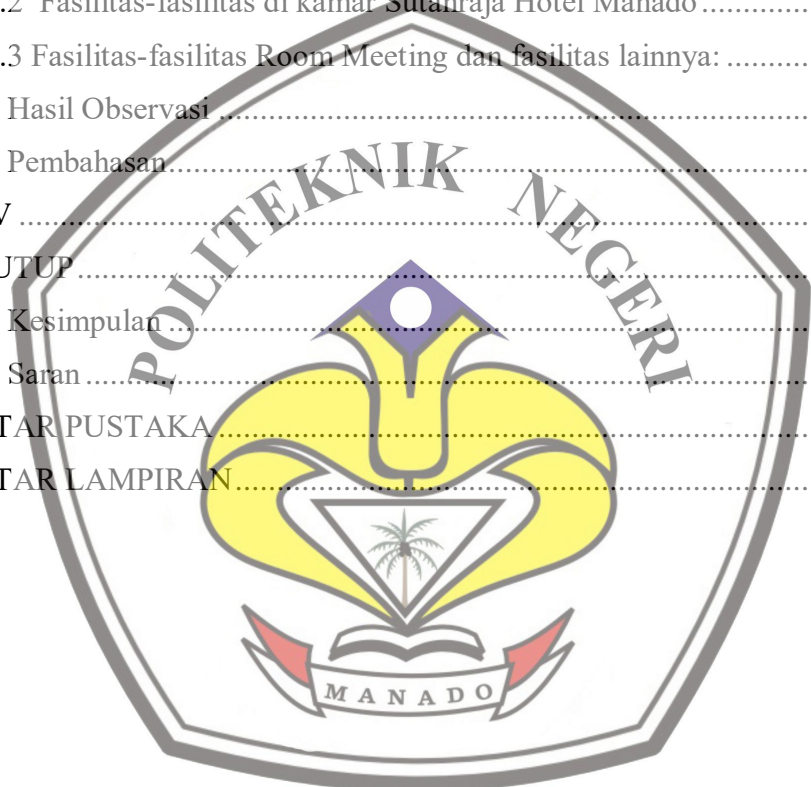 .2 Fasilitas-fasilitas di kamar Sutanraja Hotel Manado ............
.3 Fasilitas-fasilitas Room Meeting dan fasilitas lainnya: ..........
Hasil Observasi ..........................................................................
Pembahasan ................................................................................
V ..................................................................................................
UTUP ...........................................................................................
Kesimpulan .................................................................................
Saran ...........................................................................................
TAR PUSTAKA ..........................................................................
TAR LAMPIRAN .......................................................................
POLITEKNIK NEGERI
MANADO